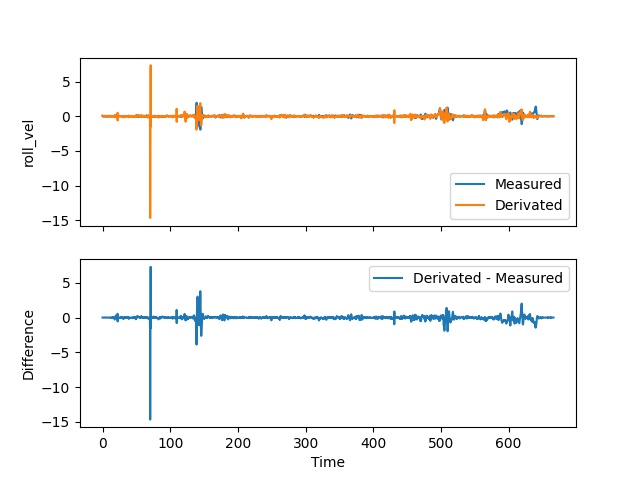 5
0
−5
−10
−15
roll_vel
Measured
Derivated
5
0
−5
−10
−15
Difference
Derivated - Measured
0 100 200 300 400 500 600
Time